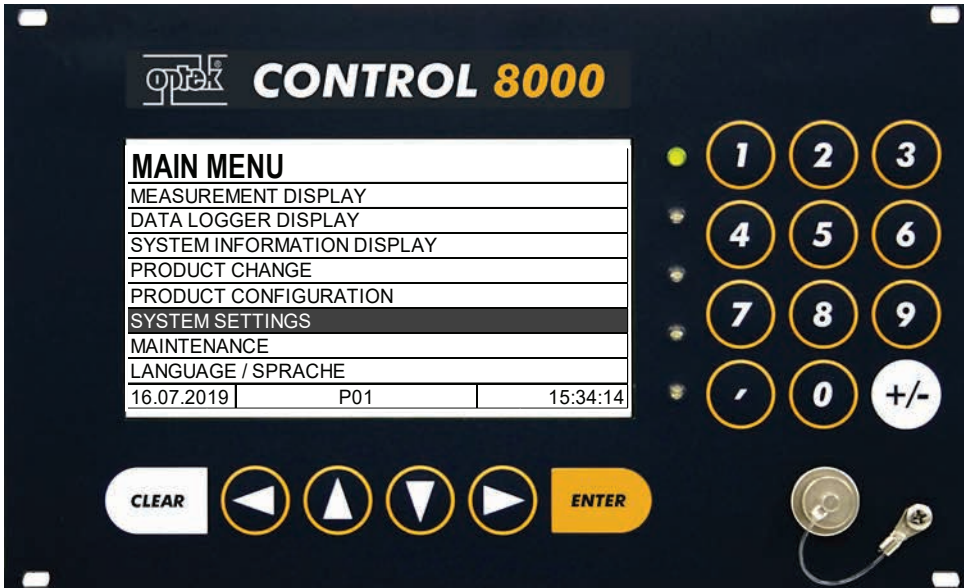 optek® CONTROL 8000
MAIN MENU
MEASUREMENT DISPLAY
DATA LOGGER DISPLAY
SYSTEM INFORMATION DISPLAY
PRODUCT CHANGE
PRODUCT CONFIGURATION
SYSTEM SETTINGS
MAINTENANCE
LANGUAGE / SPRACHE
16.07.2019 P01 15:34:14
1 2 3
4 5 6
7 8 9
, 0 +/-
CLEAR ENTER